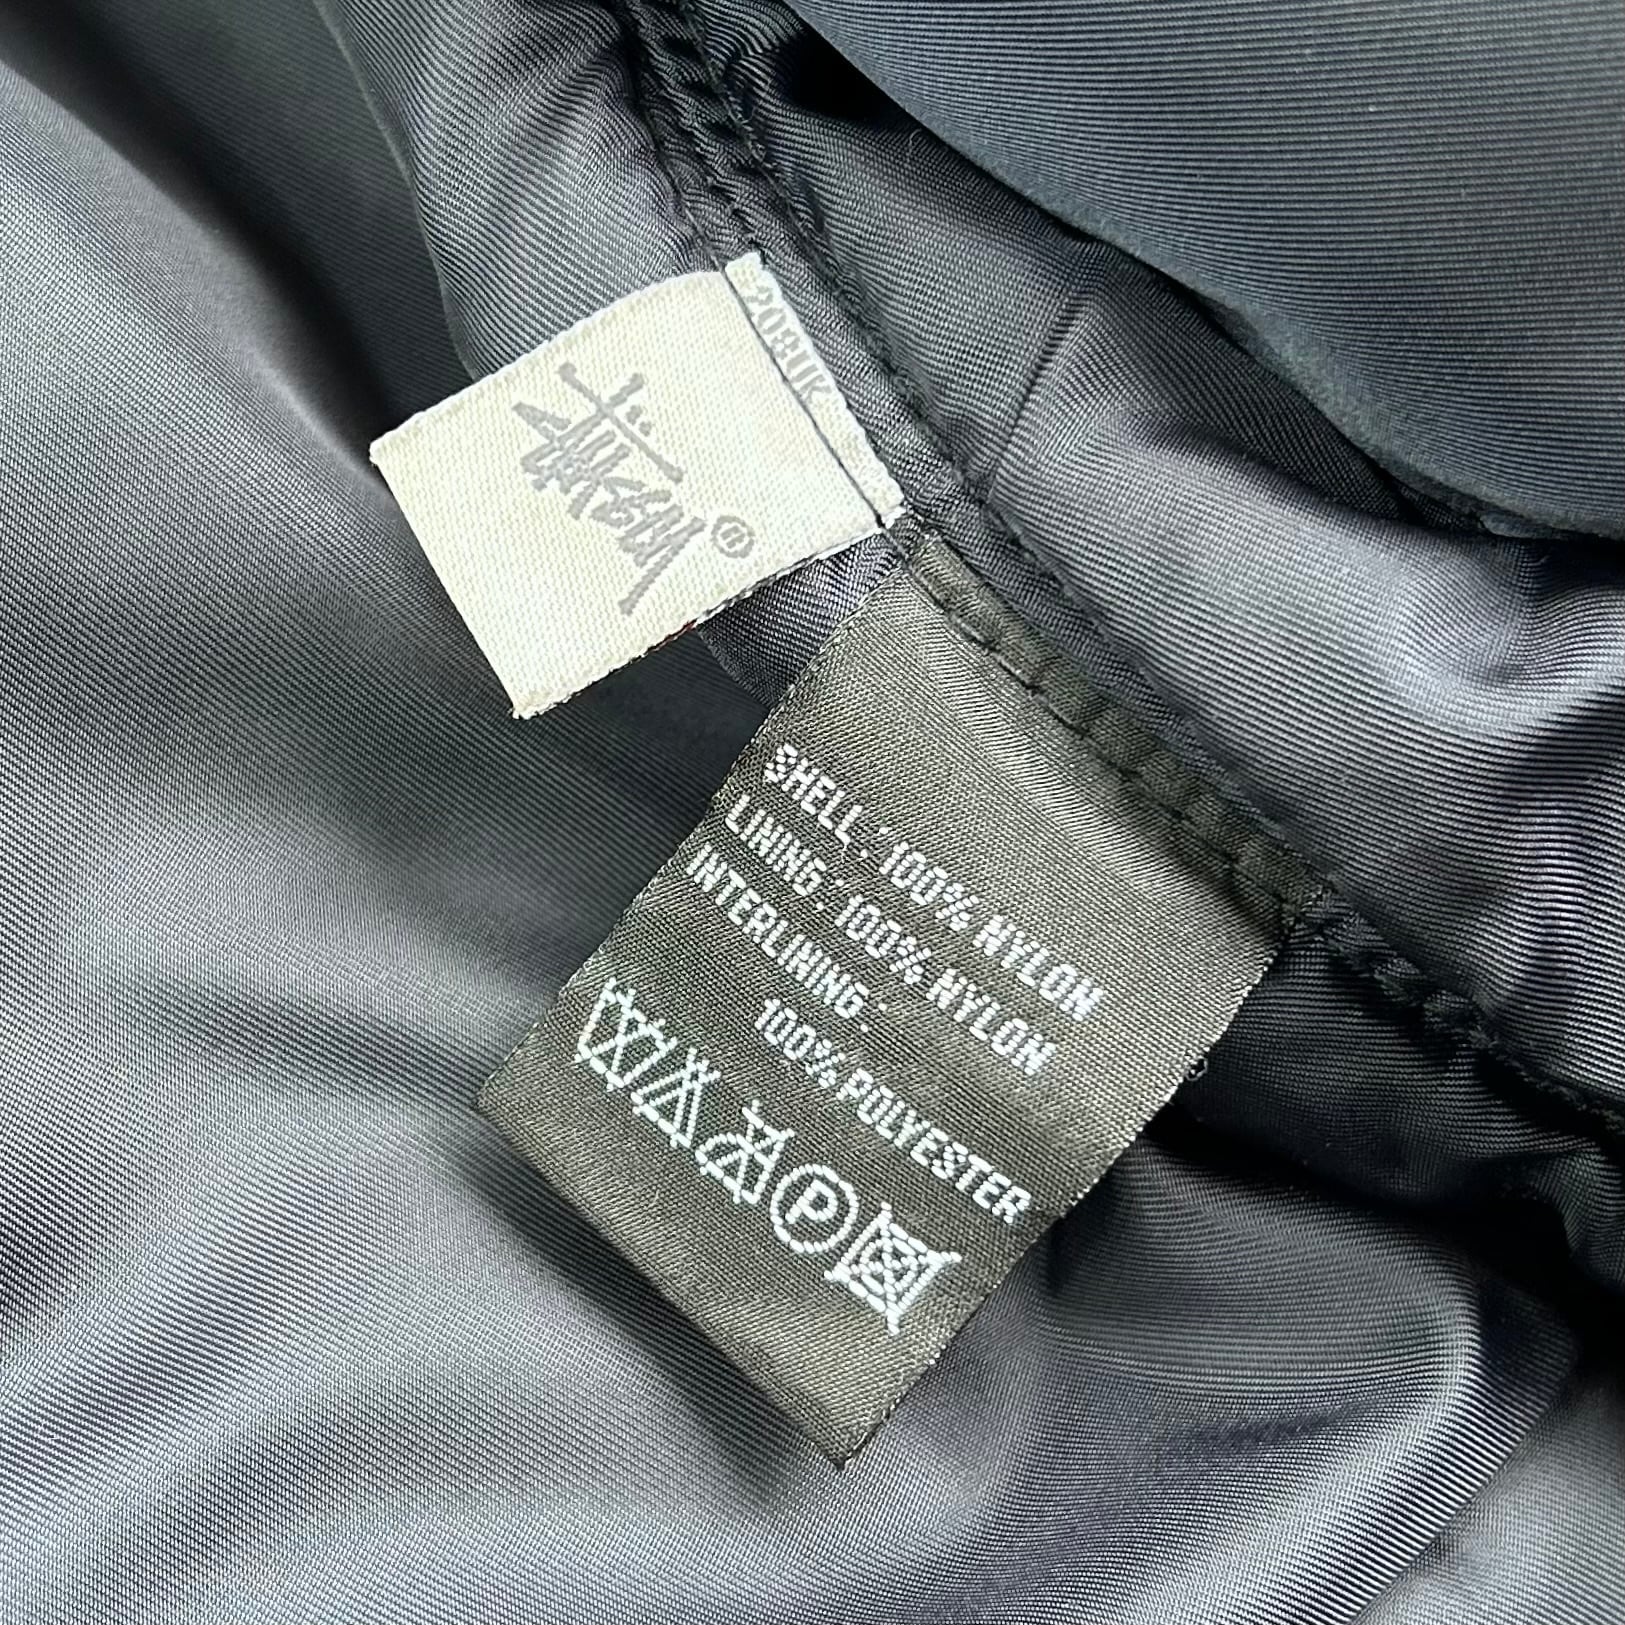 Stüssy®
SHELL : 100% NYLON
LINING : 100% NYLON
INTERLINING :
100% POLYESTER
P